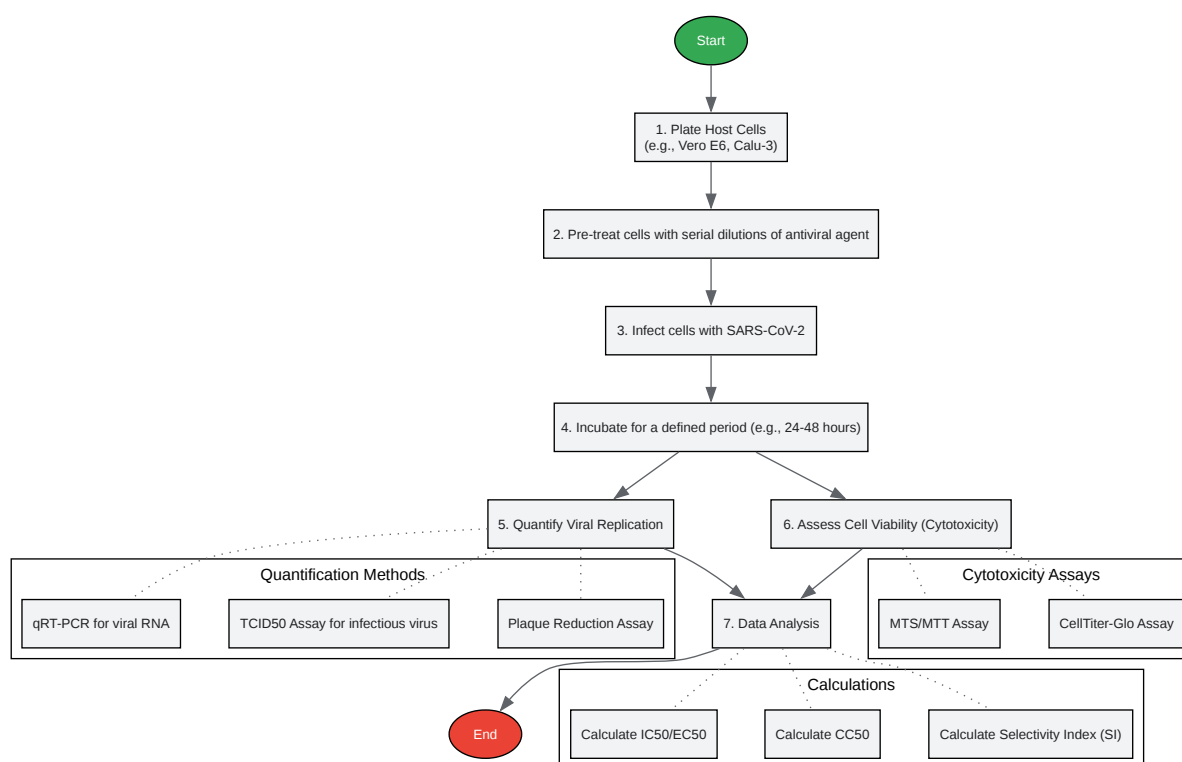 Start
1. Plate Host Cells
(e.g., Vero E6, Calu-3)
2. Pre-treat cells with serial dilutions of antiviral agent
3. Infect cells with SARS-CoV-2
4. Incubate for a defined period (e.g., 24-48 hours)
5. Quantify Viral Replication
6. Assess Cell Viability (Cytotoxicity)
Quantification Methods
Cytotoxicity Assays
qRT-PCR for viral RNA
TCID50 Assay for infectious virus
Plaque Reduction Assay
7. Data Analysis
MTS/MTT Assay
CellTiter-Glo Assay
Calculations
End
Calculate IC50/EC50
Calculate CC50
Calculate Selectivity Index (SI)